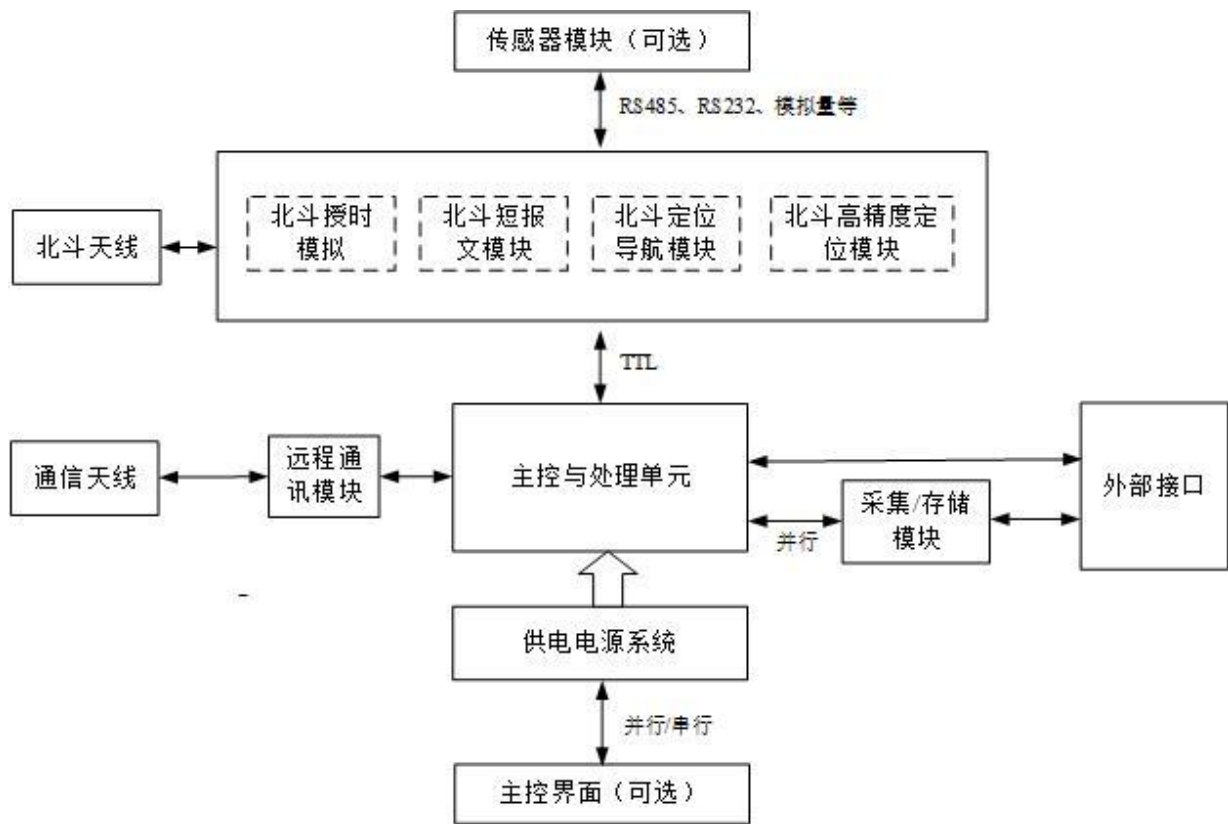 传感器模块（可选）
RS485、RS232、模拟量等
北斗天线
北斗授时
模拟
北斗短报
文模块
北斗定位
导航模块
北斗高精度定
位模块
TTL
通信天线
远程通
讯模块
主控与处理单元
并行
采集/存储
模块
外部接口
供电电源系统
并行/串行
主控界面（可选）